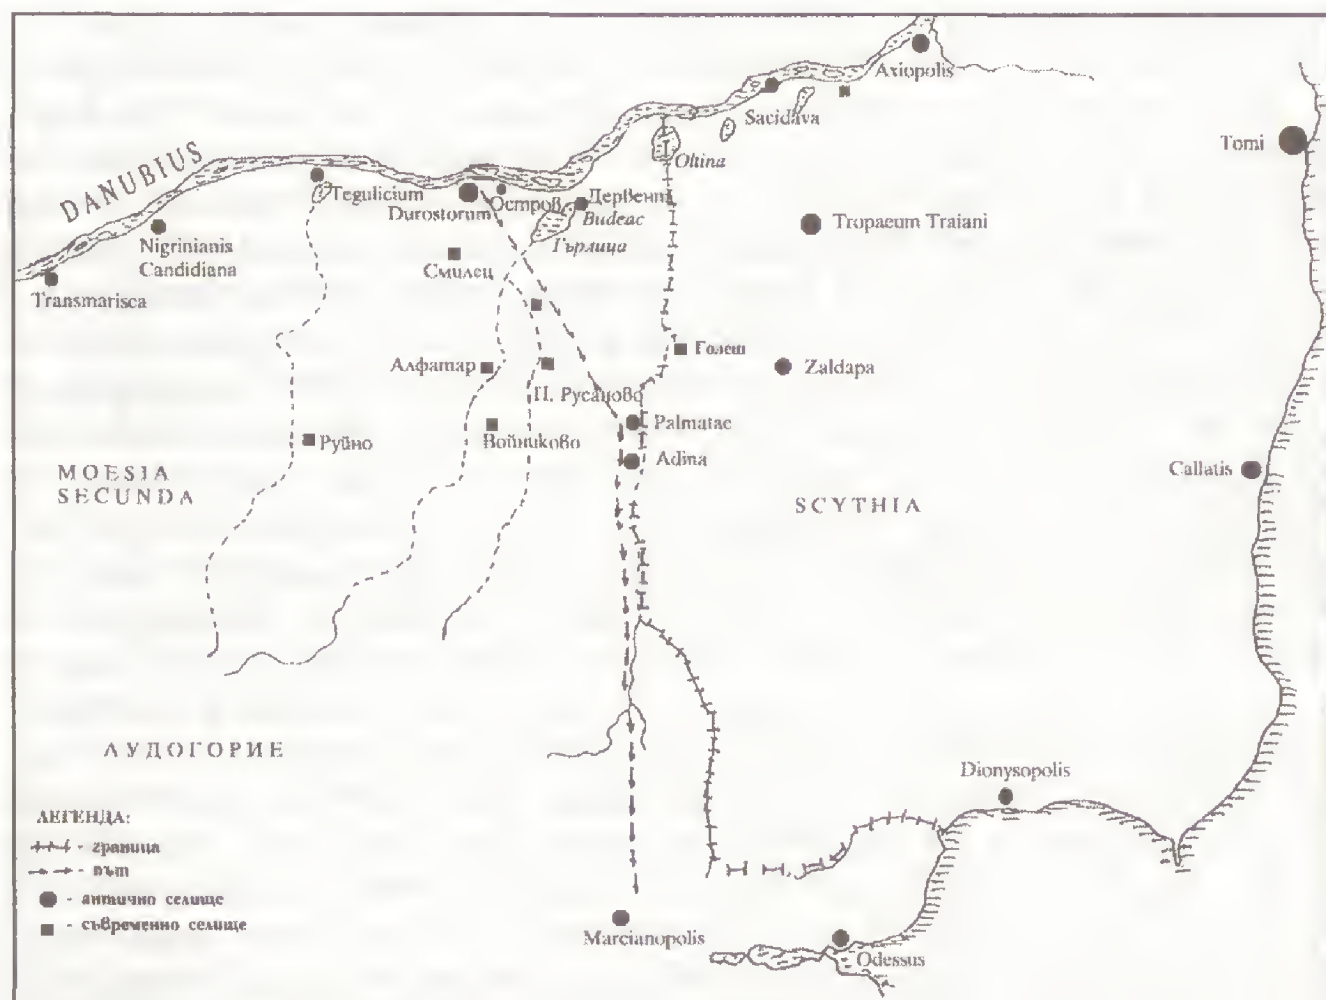 Axiopolis
Sacidava
Tomi
DANUBIUS
Oltina
Tegulicium
Durostorum
Остров
Дервент
Budeac
Гърлица
Tropaeum Traiani
Nigrinianis
Candidiana
Смилец
Transmarisca
Голеш
Алфатар
Zaldapa
П. Русаново
Palmatae
Войниково
Руйно
Adina
Callatis
MOESIA
SECUNDA
SCYTHIA
ЛУДОГОРИЕ
Dionysopolis
ЛЕГЕНДА:
- граница
- път
- антично селище
- съвременно селище
Marcianopolis
Odessus